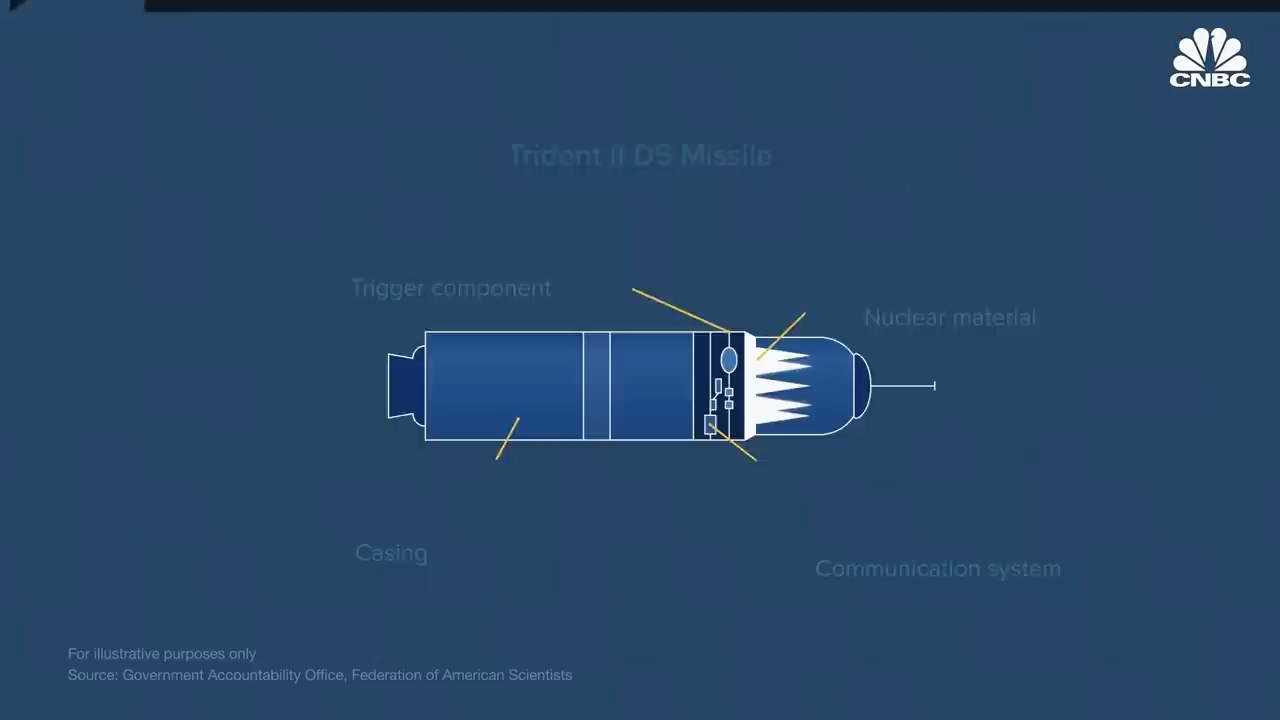 CNBC
Trident II D5 Missile
Trigger component
Nuclear material
Casing
Communication system
For illustrative purposes only
Source: Government Accountability Office, Federation of American Scientists